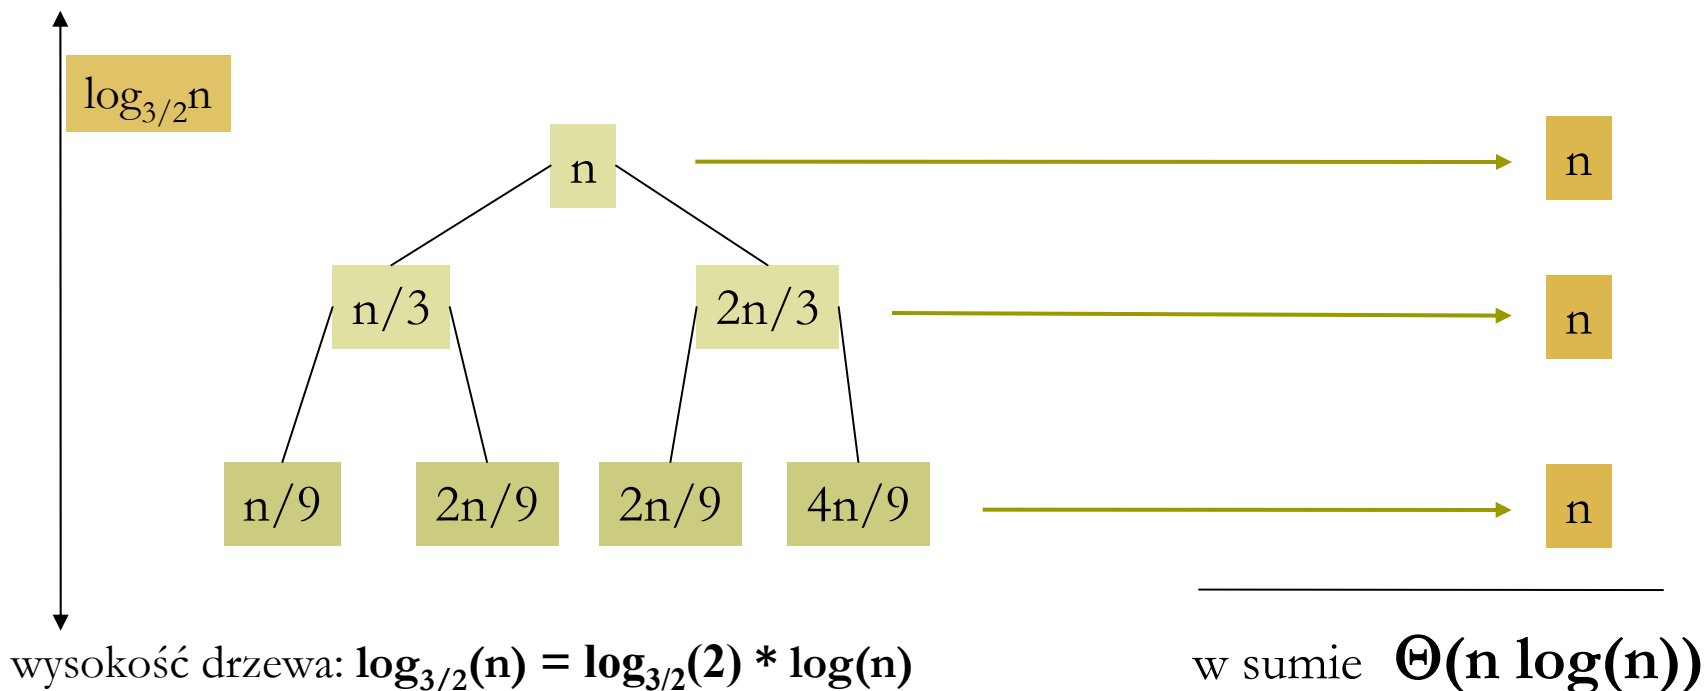 log3/2n
n
n
n/3
2n/3
n
n/9
2n/9
2n/9
4n/9
n
wysokość drzewa: log3/2(n) = log3/2(2) * log(n)
w sumie Θ(n log(n))